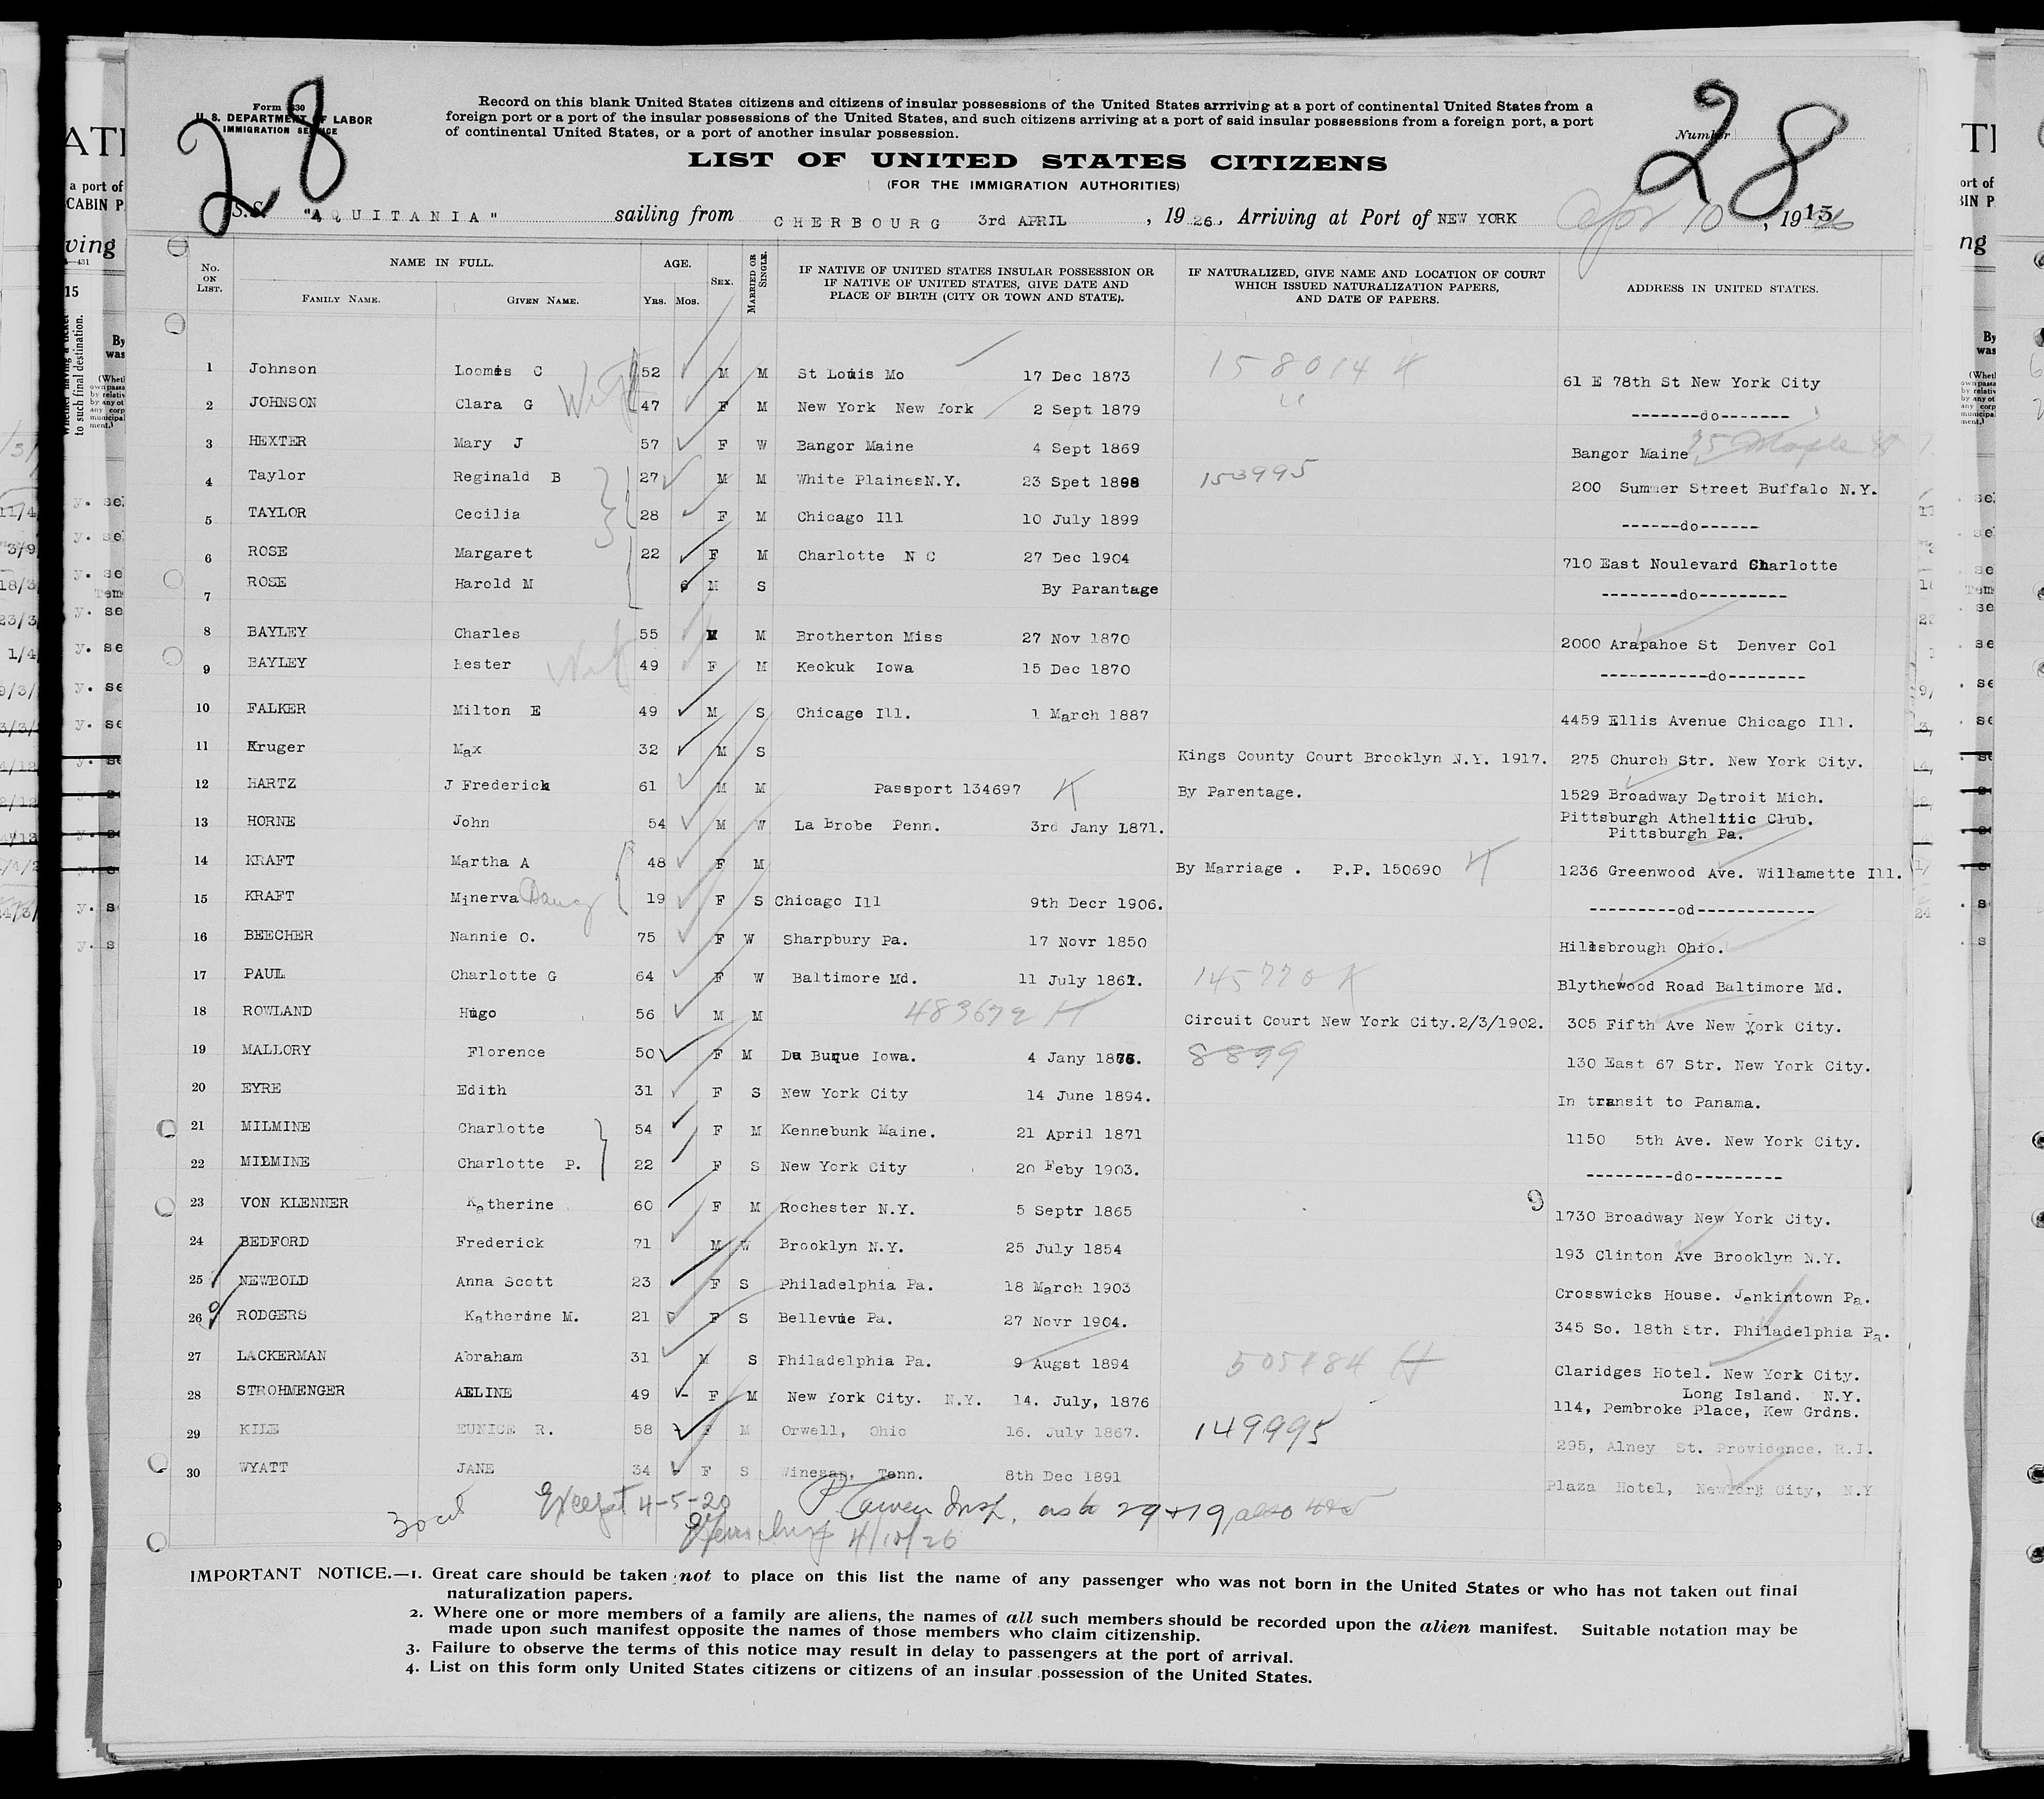 28
28
Form 630
U. S. DEPARTMENT OF LABOR
IMMIGRATION SERVICE
Record on this blank United States citizens and citizens of insular possessions of the United States arrriving at a port of continental United States from a
foreign port or a port of the insular possessions of the United States, and such citizens arriving at a port of said insular possessions from a foreign port, a port
of continental United States, or a port of another insular possession.
Number
LIST OF UNITED STATES CITIZENS
(FOR THE IMMIGRATION AUTHORITIES)
S.S. "AQUITANIA" sailing from CHERBOURG 3rd APRIL, 1926., Arriving at Port of NEW YORK Apr 10, 1926
No. ON LIST. NAME IN FULL. FAMILY NAME. GIVEN NAME. AGE. Yrs. Mos. SEX. MARRIED OR SINGLE. IF NATIVE OF UNITED STATES INSULAR POSSESSION OR IF NATIVE OF UNITED STATES, GIVE DATE AND PLACE OF BIRTH (CITY OR TOWN AND STATE). IF NATURALIZED, GIVE NAME AND LOCATION OF COURT WHICH ISSUED NATURALIZATION PAPERS, AND DATE OF PAPERS. ADDRESS IN UNITED STATES.
1 Johnson Loomis C 52 M M St Louis Mo 17 Dec 1873 158014 K 61 E 78th St New York City
2 JOHNSON Clara G Wife 47 F M New York New York 2 Sept 1879 " -------do-------
3 HEXTER Mary J 57 F W Bangor Maine 4 Sept 1869 Bangor Maine
4 Taylor Reginald B 27 M M White PlainesN.Y. 23 Spet 1898 153995 200 Summer Street Buffalo N.Y.
5 TAYLOR Cecilia 28 F M Chicago Ill 10 July 1899 ------do------
6 ROSE Margaret 22 F M Charlotte N C 27 Dec 1904 710 East Noulevard Charlotte
7 ROSE Harold M 6 M S By Parantage --------do---------
8 BAYLEY Charles 55 M M Brotherton Miss 27 Nov 1870 2000 Arapahoe St Denver Col
9 BAYLEY Hester Wife 49 F M Keokuk Iowa 15 Dec 1870 -----------do--------
10 FALKER Milton E 49 M S Chicage Ill. 1 March 1887 4459 Ellis Avenue Chicago Ill.
11 Kruger Max 32 M S Kings County Court Brooklyn N.Y. 1917. 275 Church Str. New York City.
12 HARTZ J Frederick 61 M M Passport 134697 K By Parentage. 1529 Broadway Detroit Mich.
13 HORNE John 54 M W La Brobe Penn. 3rd Jany 1871. Pittsburgh Athelitic Club.
Pittsburgh Pa.
14 KRAFT Martha A 48 F M By Marriage . P.P. 150690 K 1236 Greenwood Ave. Willamette Ill.
15 KRAFT Minerva Daug 19 F S Chicago Ill 9th Decr 1906. ---------od------------
16 BEECHER Nannie O. 75 F W Sharpbury Pa. 17 Novr 1850 Hillsbrough Ohio.
17 PAUL Charlotte G 64 F W Baltimore Md. 11 July 1861. 145770 K Blythewood Road Baltimore Md.
18 ROWLAND Hugo 56 M M 483672 H Circuit Court New York City.2/3/1902. 305 Fifth Ave New York City.
19 MALLORY Florence 50 F M Du Buque Iowa. 4 Jany 1876. 8899 130 East 67 Str. New York City.
20 EYRE Edith 31 F S New York City 14 June 1894. In transit to Panama.
21 MILMINE Charlotte 54 F M Kennebunk Maine. 21 April 1871 1150 5th Ave. New York City.
22 MILMINE Charlotte P. 22 F S New York City 20 Feby 1903. ---------do---------
23 VON KLENNER Katherine 60 F M Rochester N.Y. 5 Septr 1865 9 1730 Broadway New York City.
24 BEDFORD Frederick 71 M W Brooklyn N.Y. 25 July 1854 193 Clinton Ave Brooklyn N.Y.
25 NEWBOLD Anna Scott 23 F S Philadelphia Pa. 18 March 1903 Crosswicks House. Jenkintown Pa.
26 RODGERS Katherine M. 21 F S Bellevue Pa. 27 Novr 1904. 345 So. 18th Str. Philadelphia Pa.
27 LACKERMAN Abraham 31 M S Philadelphia Pa. 9 Augst 1894 505484 H Claridges Hotel. New York City.
28 STROHMENGER AELINE 49 F M New York City. N.Y. 14. July, 1876 Long Island. N.Y.
114, Pembroke Place, Kew Grdns.
29 KILE EUNICE R. 58 F M Orwell, Ohio 16. July 1867. 149995 295, Alney St. Providence. R.I.
30 WYATT JANE 34 F S Winesap, Tenn. 8th Dec 1891 Plaza Hotel, NewYork City, N.Y
30 cit Except 4-5-20 Insp. as to 29+19, also 4+5
4/10/26
IMPORTANT NOTICE.—1. Great care should be taken not to place on this list the name of any passenger who was not born in the United States or who has not taken out final
naturalization papers.
2. Where one or more members of a family are aliens, the names of all such members should be recorded upon the alien manifest. Suitable notation may be
made upon such manifest opposite the names of those members who claim citizenship.
3. Failure to observe the terms of this notice may result in delay to passengers at the port of arrival.
4. List on this form only United States citizens or citizens of an insular possession of the United States.